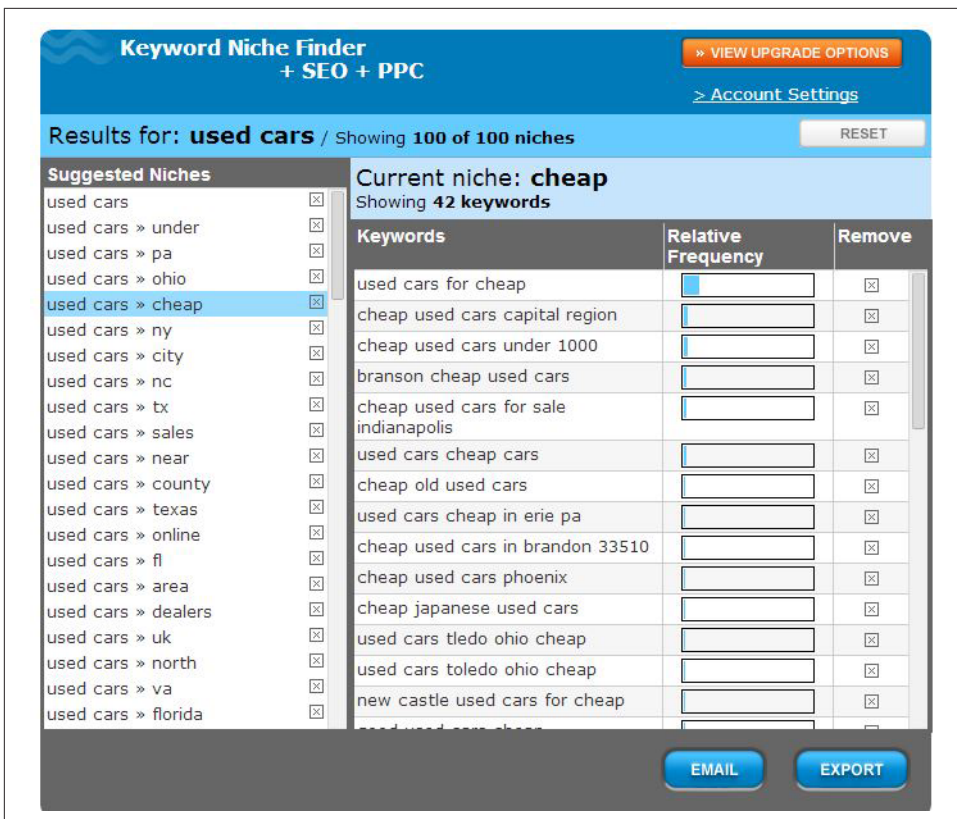 Keyword Niche Finder
+ SEO + PPC
» VIEW UPGRADE OPTIONS
> Account Settings
Results for: used cars / Showing 100 of 100 niches
RESET
Suggested Niches
used cars
used cars » under
used cars » pa
used cars » ohio
used cars » cheap
used cars » ny
used cars » city
used cars » nc
used cars » tx
used cars » sales
used cars » near
used cars » county
used cars » texas
used cars » online
used cars » fl
used cars » area
used cars » dealers
used cars » uk
used cars » north
used cars » va
used cars » florida
Current niche: cheap
Showing 42 keywords
Keywords
Relative
Frequency
Remove
used cars for cheap
cheap used cars capital region
cheap used cars under 1000
branson cheap used cars
cheap used cars for sale
indianapolis
used cars cheap cars
cheap old used cars
used cars cheap in erie pa
cheap used cars in brandon 33510
cheap used cars phoenix
cheap japanese used cars
used cars tledo ohio cheap
used cars toledo ohio cheap
new castle used cars for cheap
used cars cheap
EMAIL
EXPORT